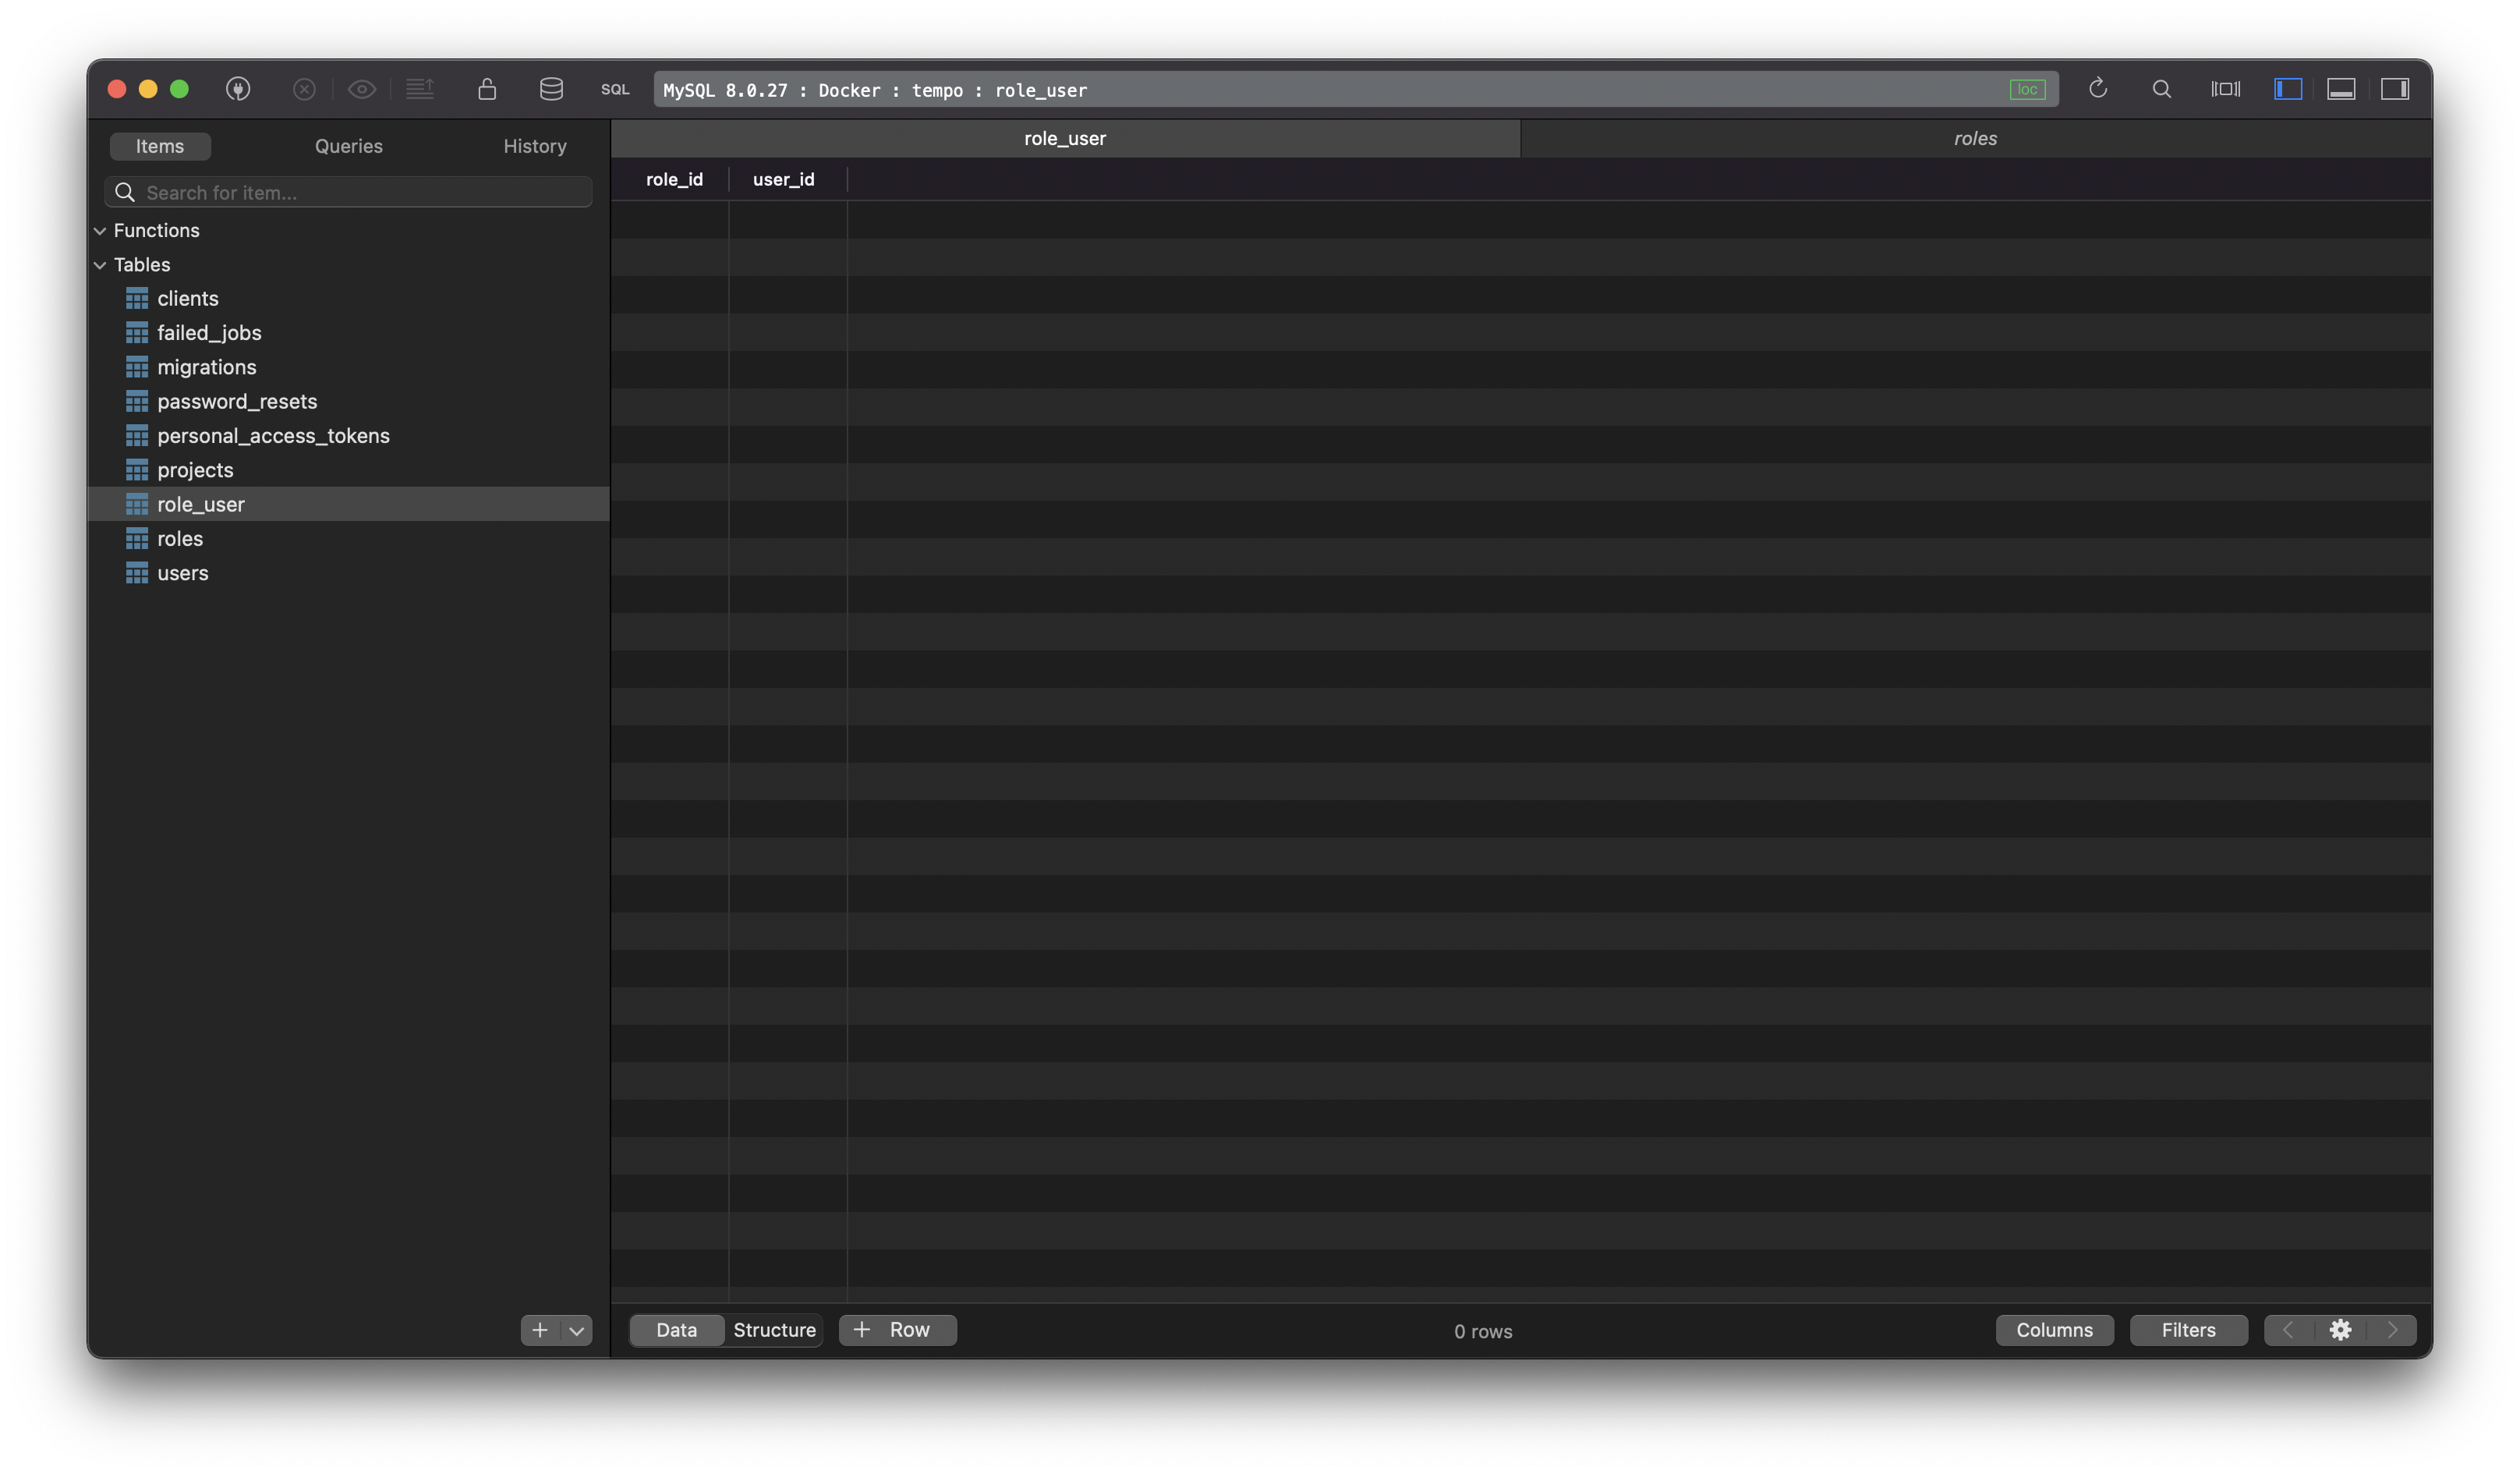 SQL
MySQL 8.0.27 : Docker : tempo : role_user
loc
Items
Queries
History
Search for item...
Functions
Tables
clients
failed_jobs
migrations
password_resets
personal_access_tokens
projects
role_user
roles
users
role_user
roles
role_id
user_id
Data
Structure
Row
0 rows
Columns
Filters